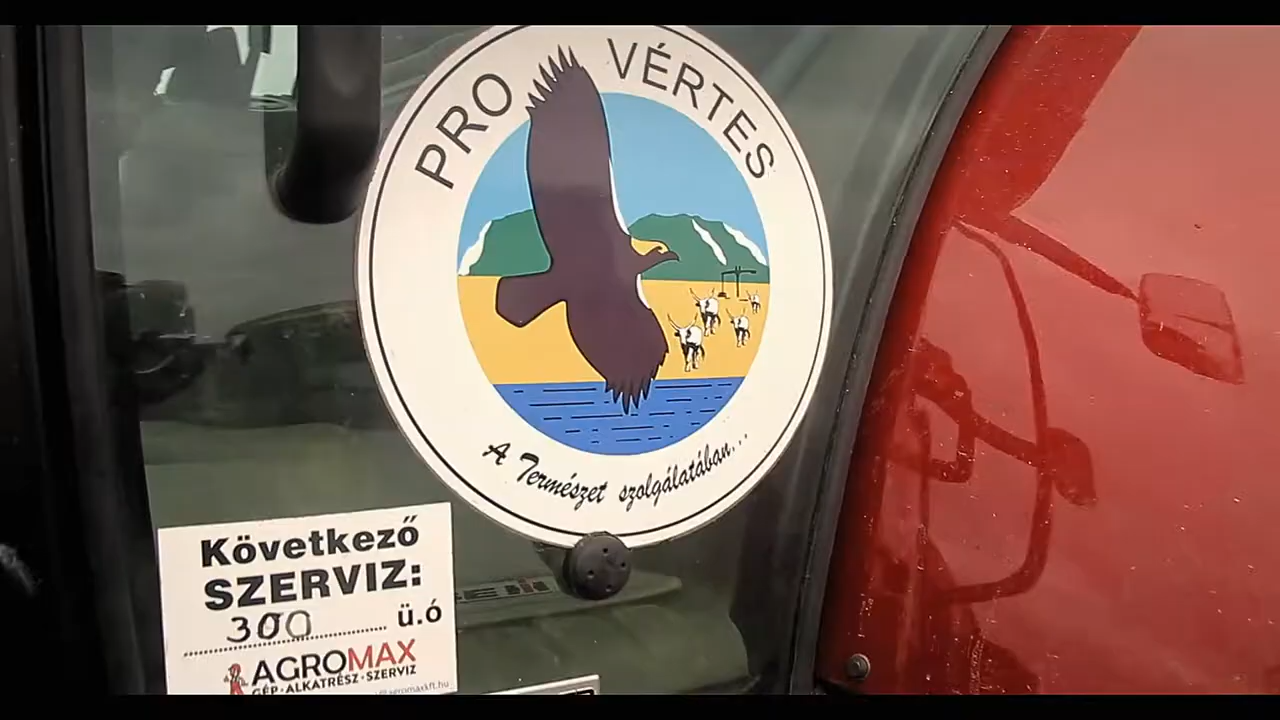 PRO VÉRTES
A Természet szolgálatában...
Következő
SZERVIZ:
300 ü.ó
AGROMAX
GÉP-ALKATRÉSZ-SZERVIZ